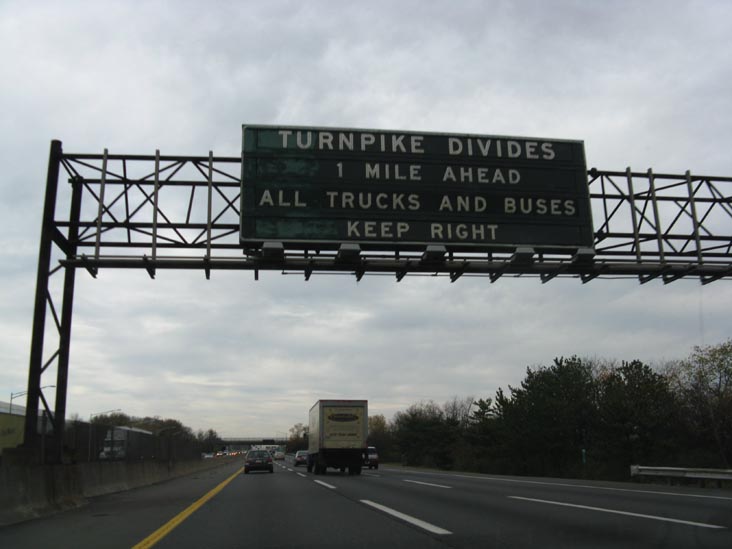 TURNPIKE DIVIDES
1 MILE AHEAD
ALL TRUCKS AND BUSES
KEEP RIGHT